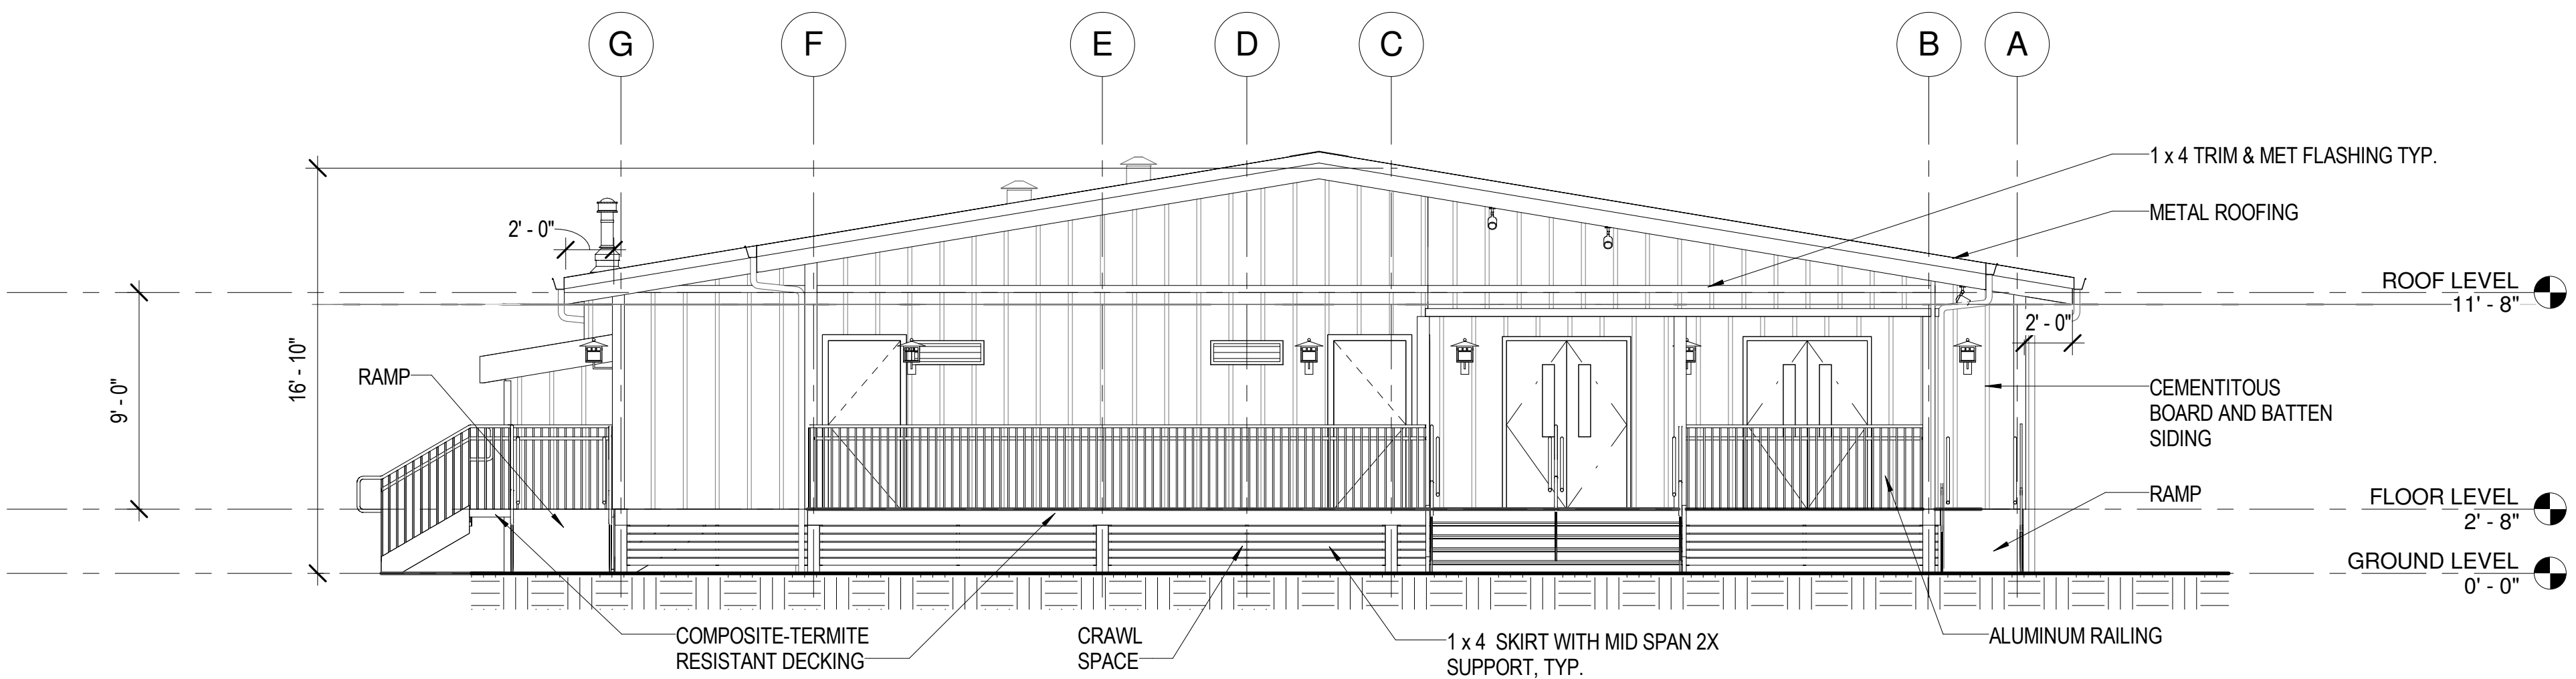 G
F
E
D
C
B
A
1 x 4 TRIM & MET FLASHING TYP.
METAL ROOFING
2' - 0"
ROOF LEVEL
11' - 8"
2' - 0"
16' - 10"
9' - 0"
RAMP
CEMENTITOUS
BOARD AND BATTEN
SIDING
RAMP
FLOOR LEVEL
2' - 8"
GROUND LEVEL
0' - 0"
COMPOSITE-TERMITE
RESISTANT DECKING
CRAWL
SPACE
1 x 4 SKIRT WITH MID SPAN 2X
SUPPORT, TYP.
ALUMINUM RAILING